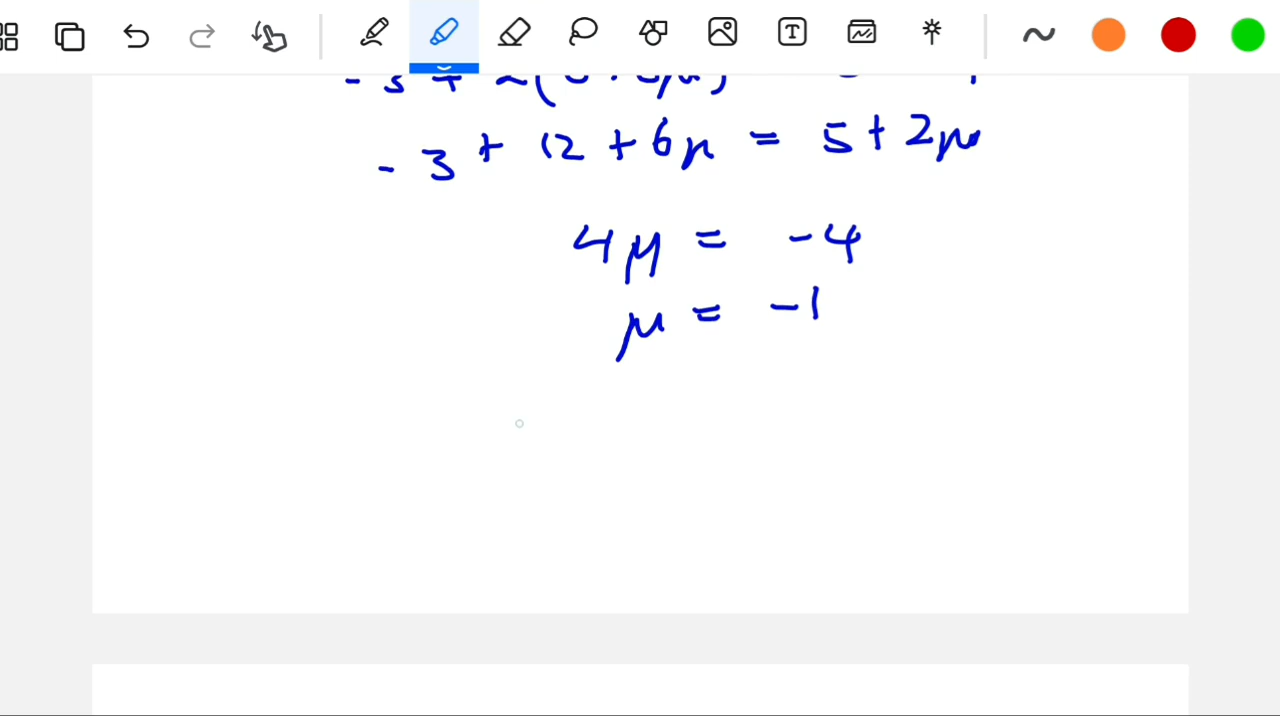 -3 + 12 + 6μ = 5 + 2μ
4μ = -4
μ = -1